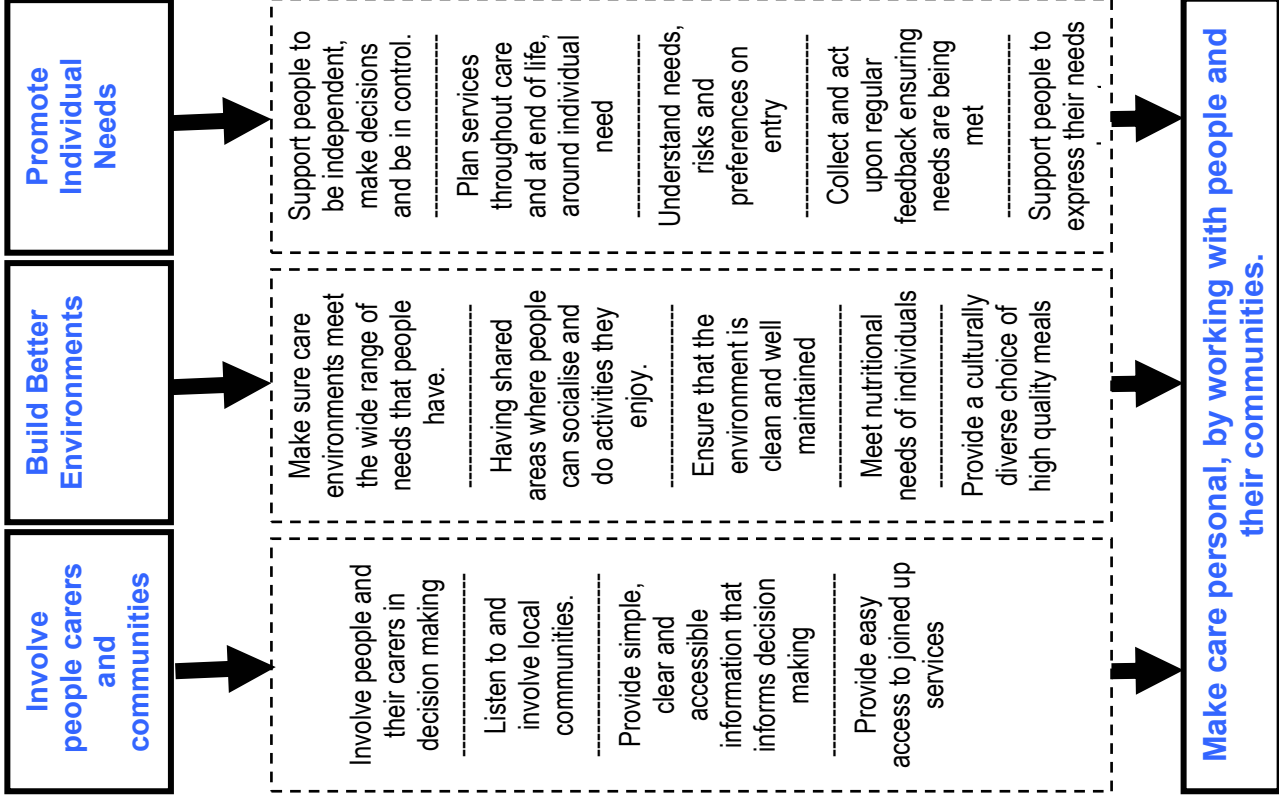 Involve
people carers
and
communities
Involve people and
their carers in
decision making
Listen to and
involve local
communities.
Provide simple,
clear and
accessible
information that
informs decision
making
Provide easy
access to joined up
services
Build Better
Environments
Make sure care
environments meet
the wide range of
needs that people
have.
Having shared
areas where people
can socialise and
do activities they
enjoy.
Ensure that the
environment is
clean and well
maintained
Meet nutritional
needs of individuals
Provide a culturally
diverse choice of
high quality meals
Promote
Individual
Needs
Support people to
be independent,
make decisions
and be in control.
Plan services
throughout care
and at end of life,
around individual
need
Understand needs,
risks and
preferences on
entry
Collect and act
upon regular
feedback ensuring
needs are being
met
Support people to
express their needs
Make care personal, by working with people and
their communities.